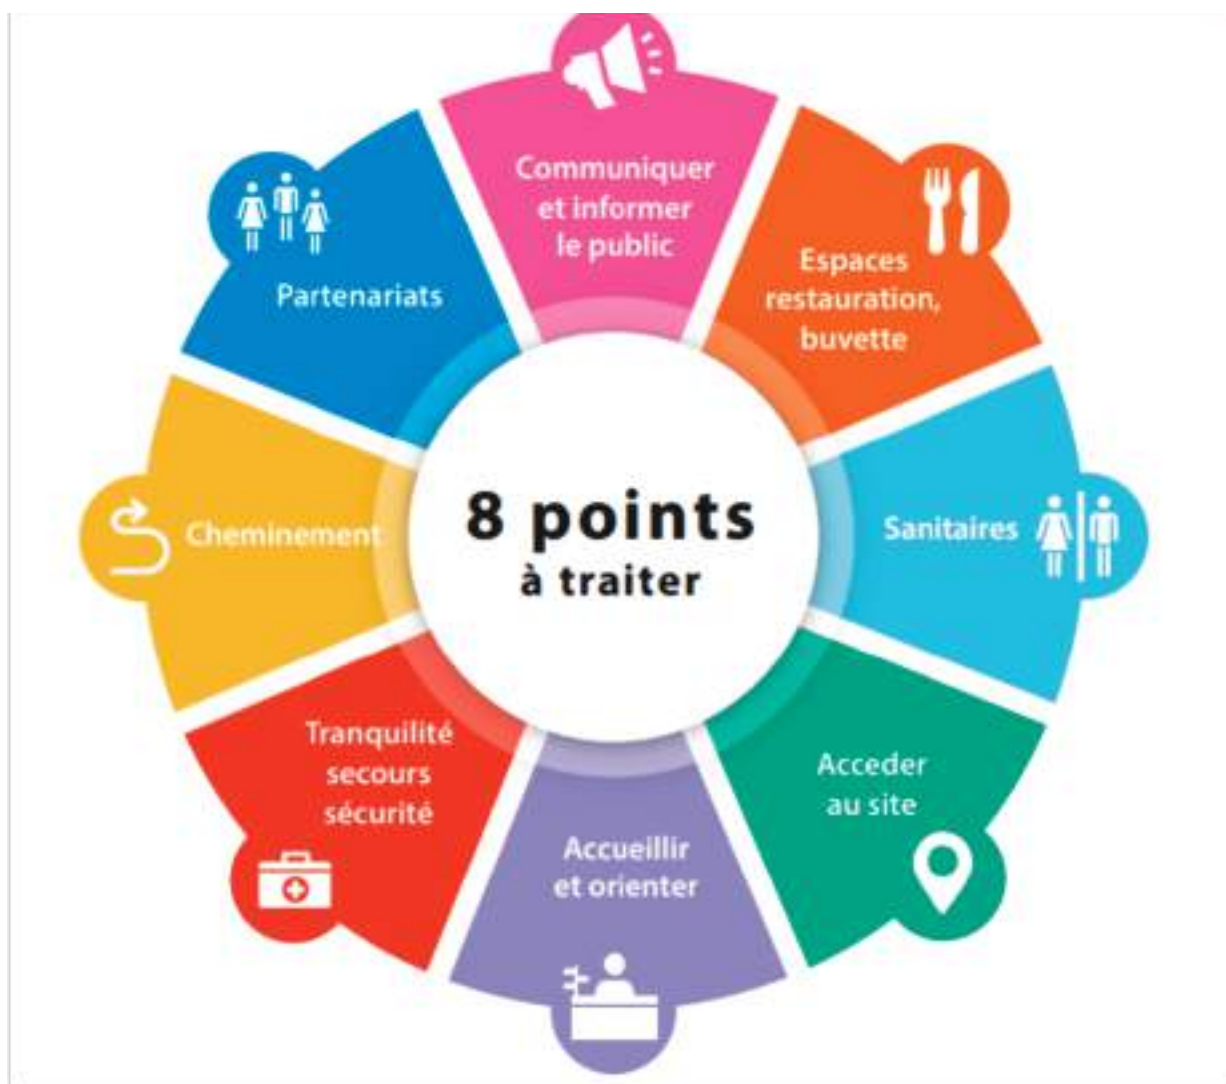 Communiquer
et informer
le public
Espaces
restauration,
buvette
Sanitaires
Acceder
au site
Accueillir
et orienter
Tranquilité
secours
sécurité
Cheminement
Partenariats
8 points
à traiter